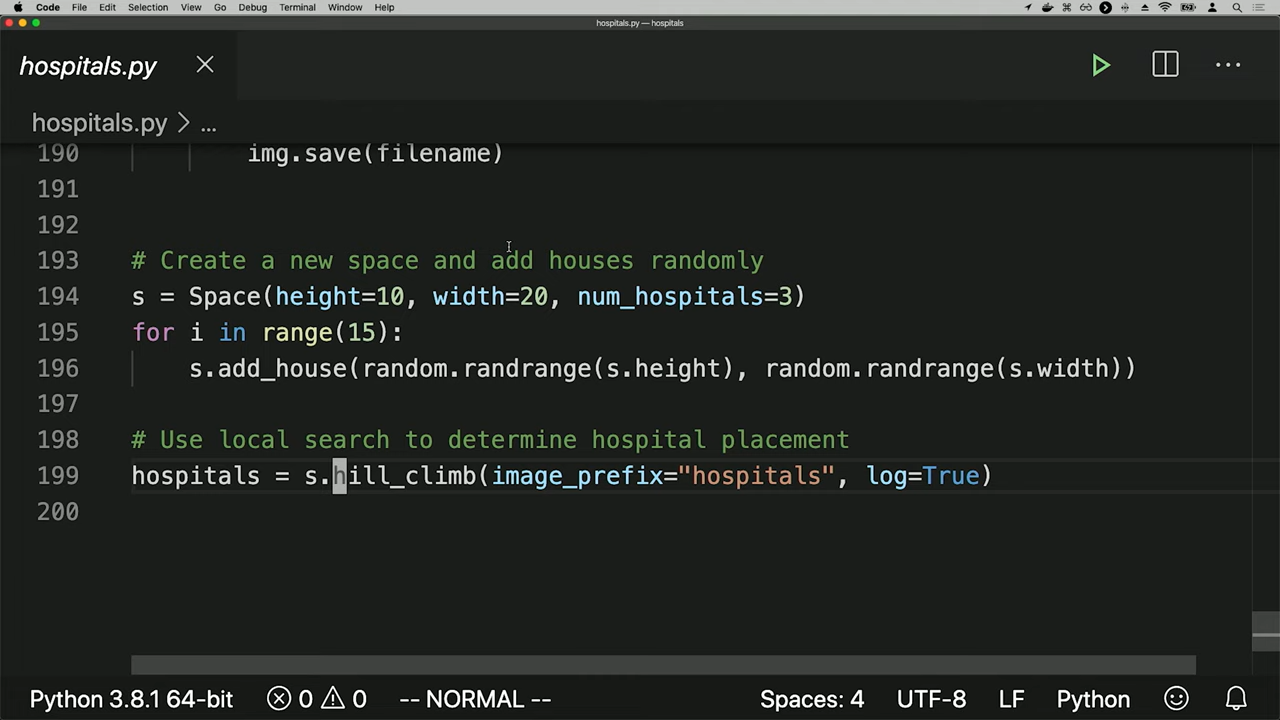 Code File Edit Selection View Go Debug Terminal Window Help
hospitals.py — hospitals
hospitals.py
hospitals.py > ...
190 img.save(filename)
191
192
193 # Create a new space and add houses randomly
194 s = Space(height=10, width=20, num_hospitals=3)
195 for i in range(15):
196 s.add_house(random.randrange(s.height), random.randrange(s.width))
197
198 # Use local search to determine hospital placement
199 hospitals = s.hill_climb(image_prefix="hospitals", log=True)
200
Python 3.8.1 64-bit 0 0 -- NORMAL -- Spaces: 4 UTF-8 LF Python